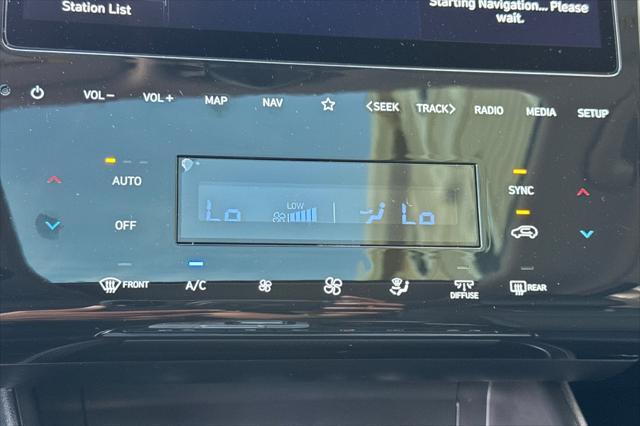 Station List
Starting Navigation... Please
wait.
VOL− VOL+ MAP NAV <SEEK TRACK> RADIO MEDIA SETUP
AUTO
SYNC
LOW
Lo Lo
OFF
FRONT A/C DIFFUSE REAR